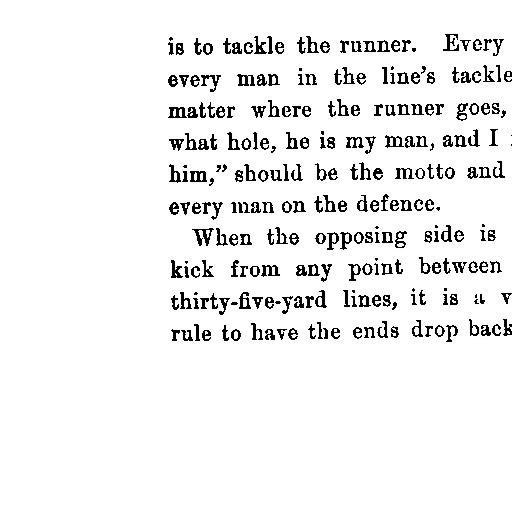 is to tackle the runner. Every
every man in the line's tackle
matter where the runner goes,
what hole, he is my man, and I
him,” should be the motto and
every man on the defence.
When the opposing side is
kick from any point between
thirty-five-yard lines, it is a v
rule to have the ends drop back